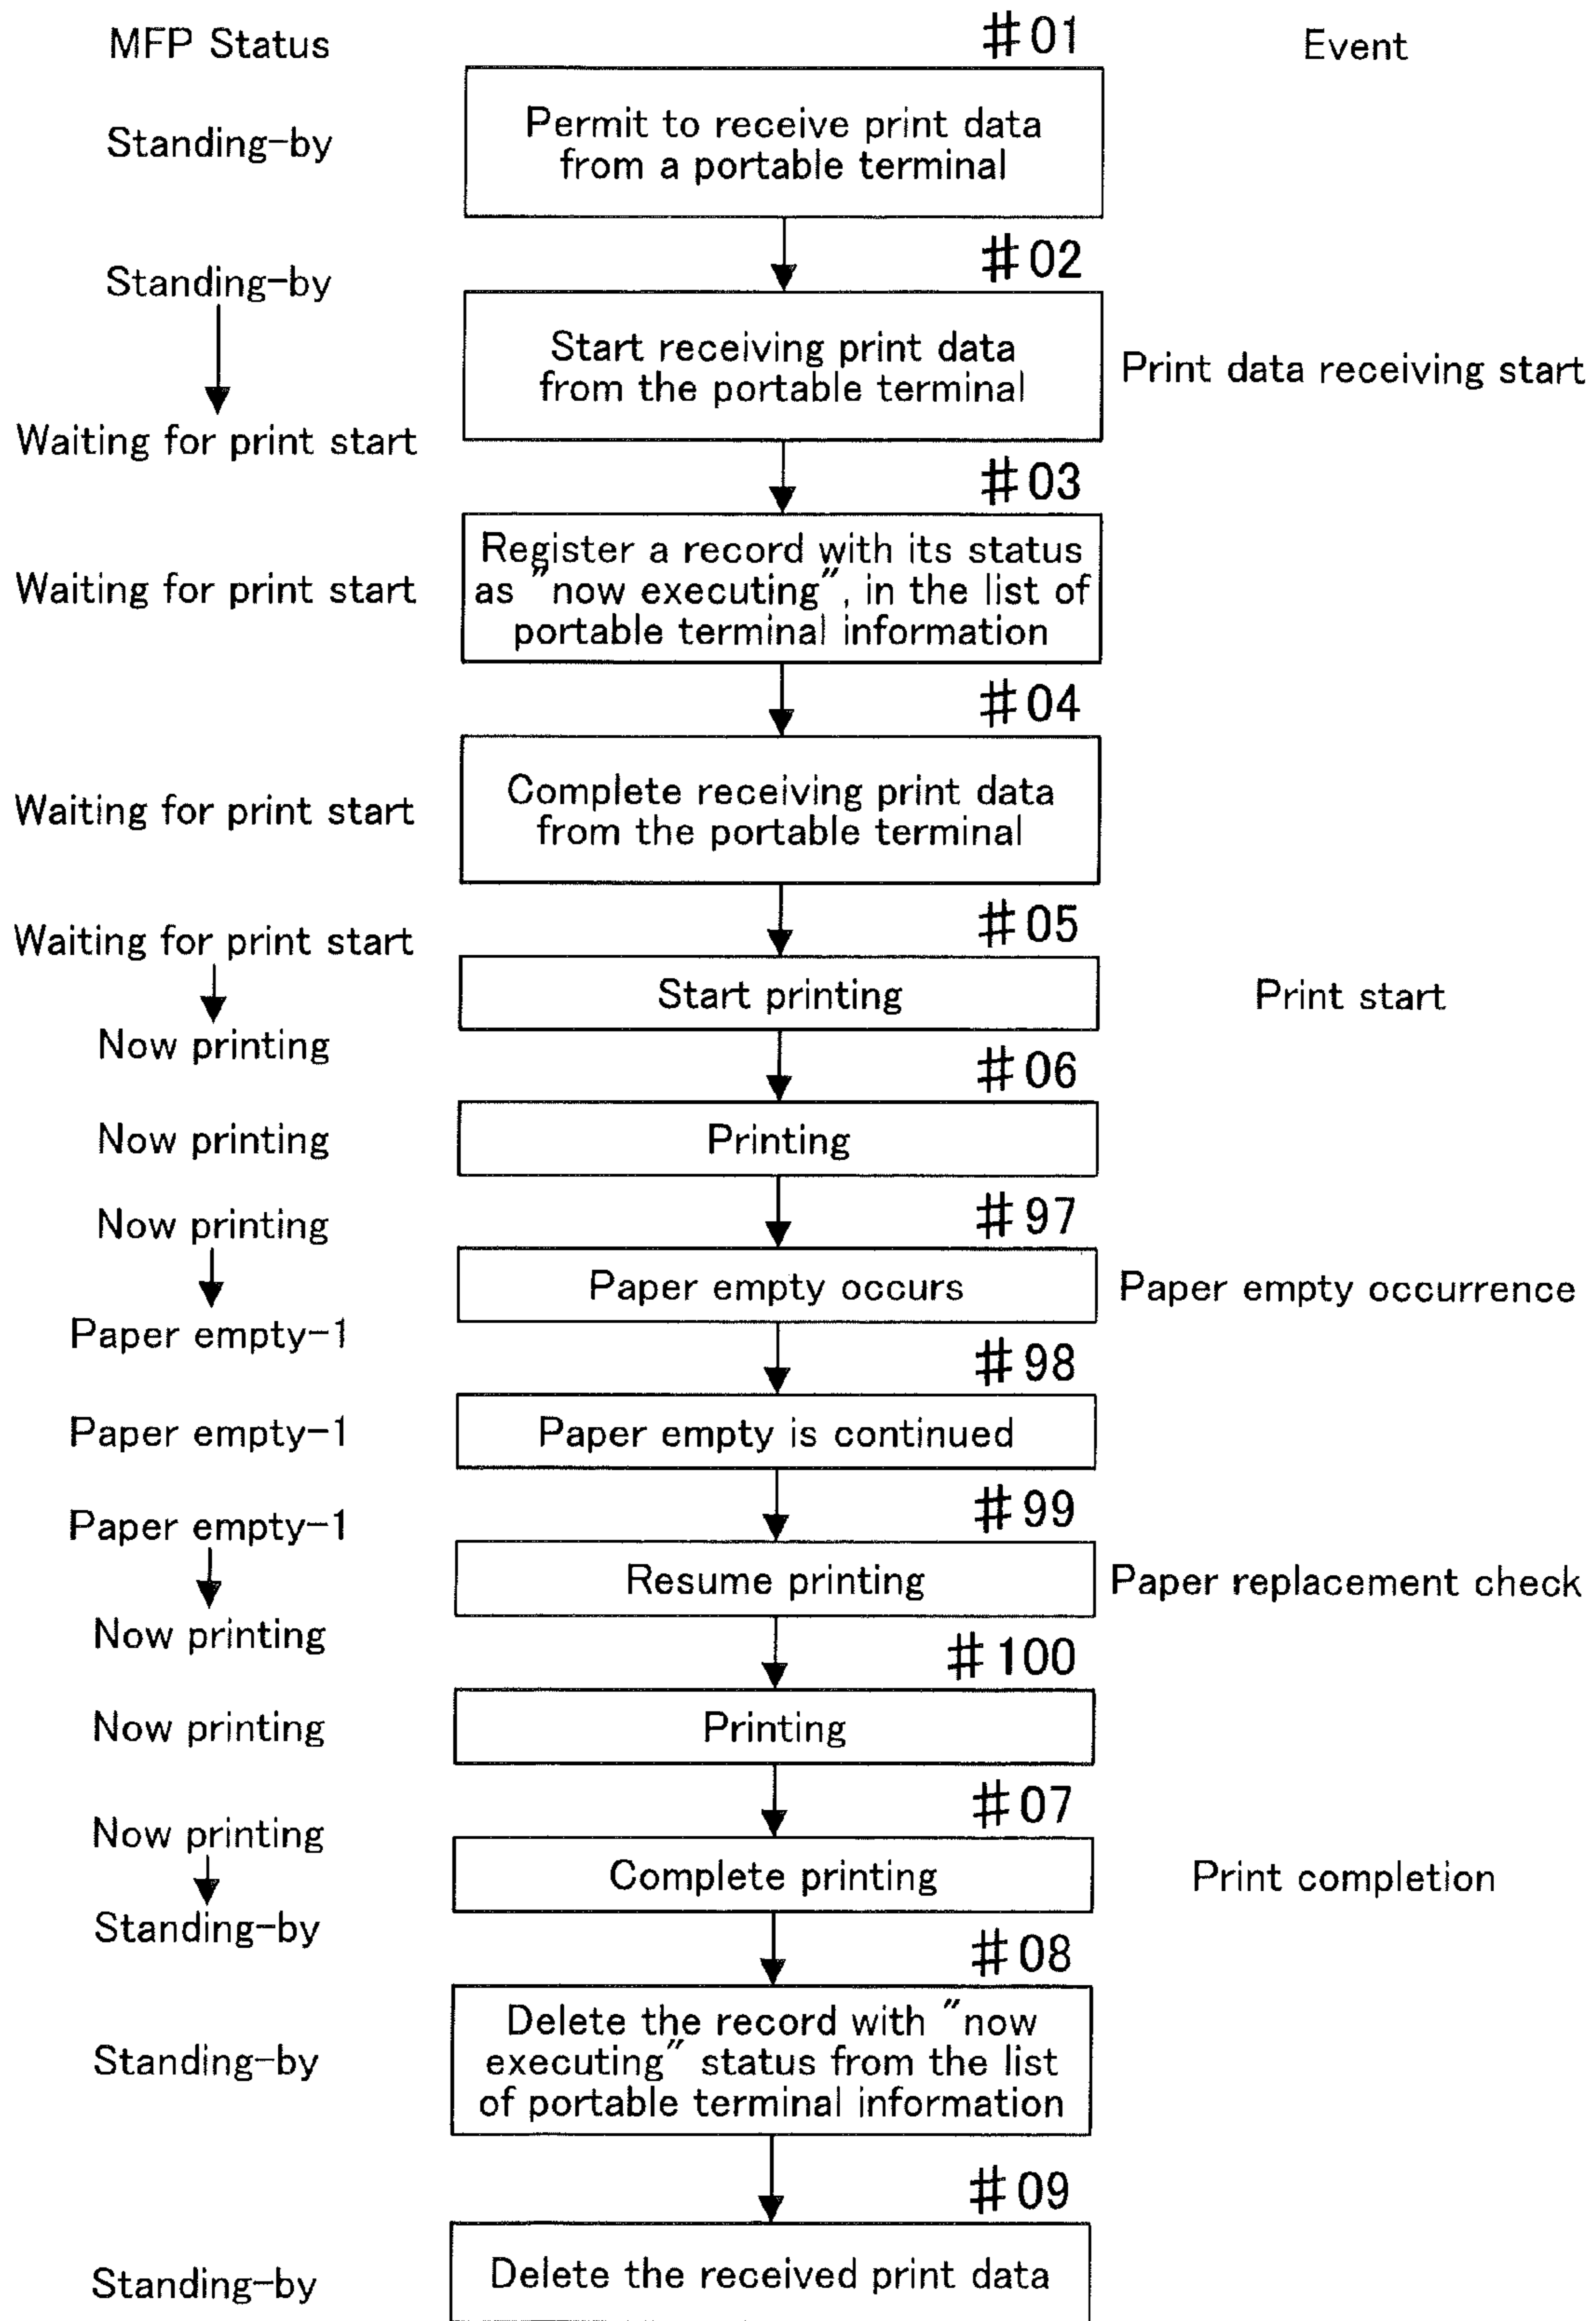 MFP Status
#01
Event
Standing-by
Permit to receive print data
from a portable terminal
#02
Standing-by
Waiting for print start
Start receiving print data
from the portable terminal
Print data receiving start
#03
Waiting for print start
Register a record with its status
as "now executing", in the list of
portable terminal information
#04
Waiting for print start
Complete receiving print data
from the portable terminal
#05
Waiting for print start
Now printing
Start printing
Print start
#06
Now printing
Printing
#97
Now printing
Paper empty-1
Paper empty occurs
Paper empty occurrence
#98
Paper empty-1
Paper empty is continued
#99
Paper empty-1
Now printing
Resume printing
Paper replacement check
#100
Now printing
Printing
#07
Now printing
Standing-by
Complete printing
Print completion
#08
Standing-by
Delete the record with "now
executing" status from the list
of portable terminal information
#09
Standing-by
Delete the received print data